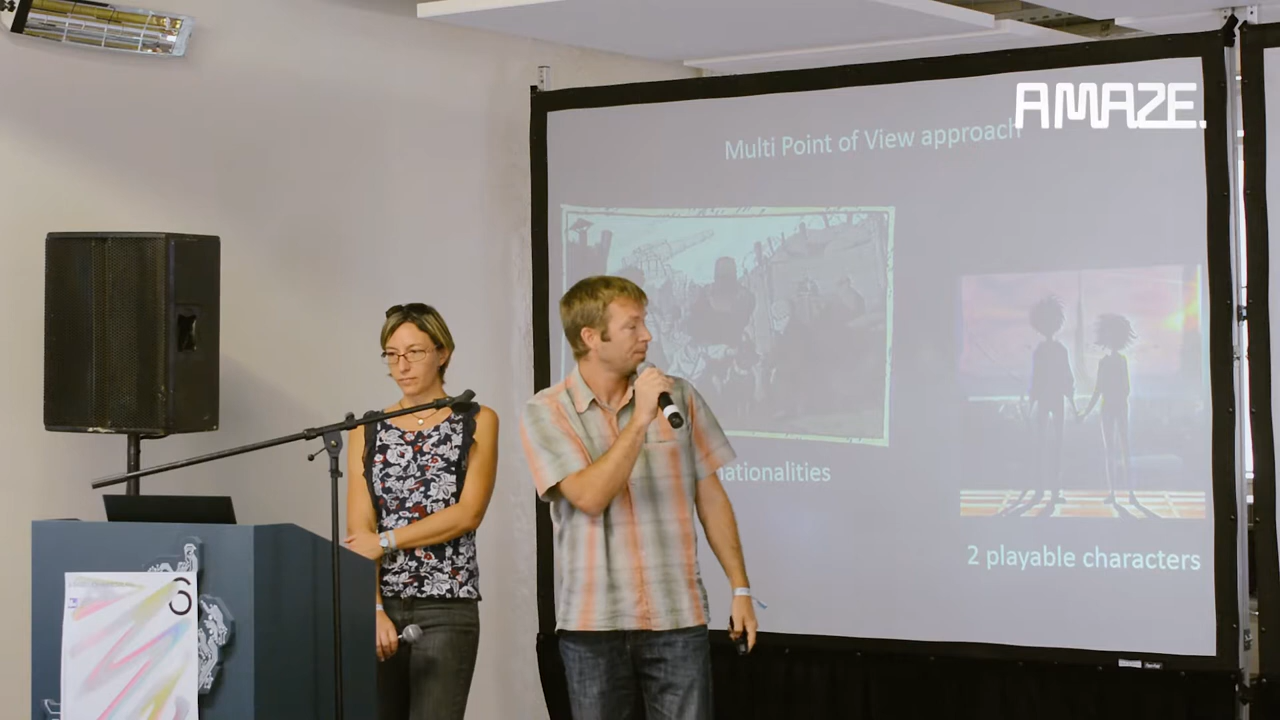 AMAZE.
Multi Point of View approach
nationalities
2 playable characters